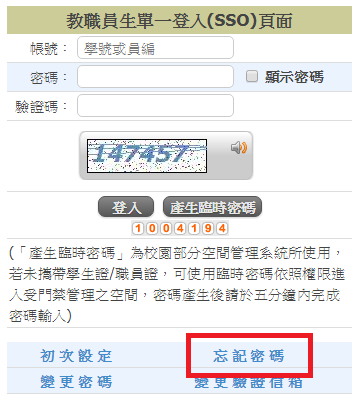 教職員生單一登入(SSO)頁面
帳號： 學號或員編
密碼： 顯示密碼
驗證碼：
147457
登入 產生臨時密碼
1004194
(「產生臨時密碼」為校園部分空間管理系統所使用，
若未攜帶學生證/職員證，可使用臨時密碼依照權限進
入受門禁管理之空間，密碼產生後請於五分鐘內完成
密碼輸入)
初次設定 忘記密碼
變更密碼 變更驗證信箱